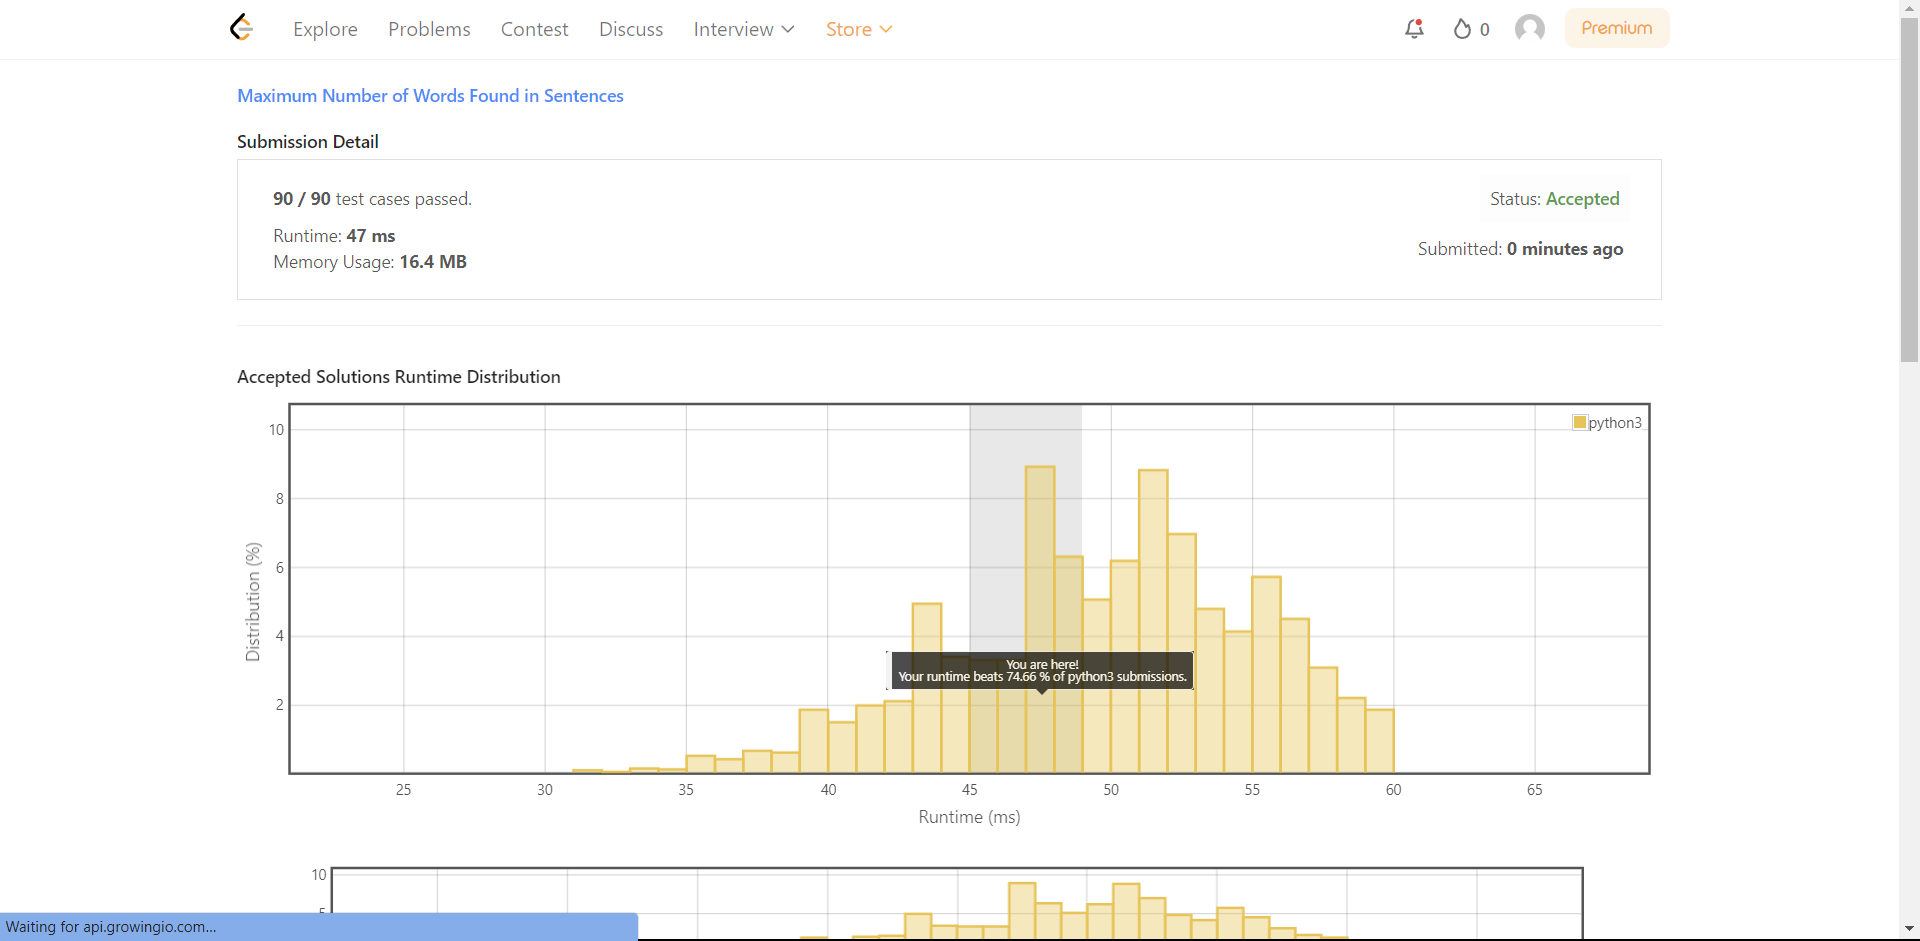 Explore Problems Contest Discuss Interview Store 0 Premium
Maximum Number of Words Found in Sentences
Submission Detail
90 / 90 test cases passed.
Status: Accepted
Runtime: 47 ms
Submitted: 0 minutes ago
Memory Usage: 16.4 MB
Accepted Solutions Runtime Distribution
python3
10
8
6
4
2
Distribution (%)
You are here!
Your runtime beats 74.66 % of python3 submissions.
25 30 35 40 45 50 55 60 65
Runtime (ms)
10
5
Waiting for api.growingio.com...